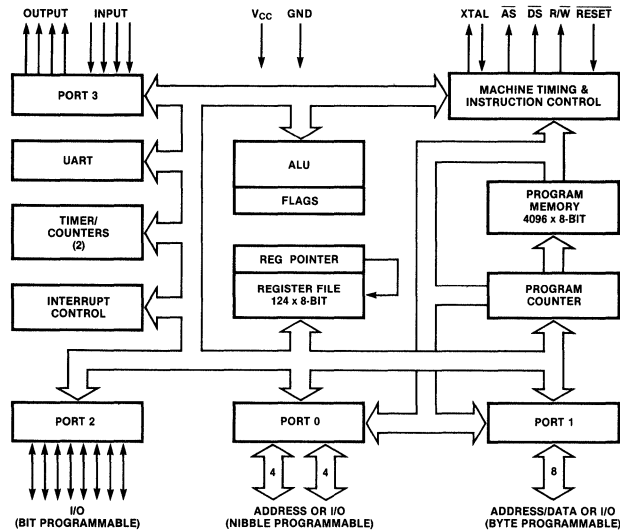 OUTPUT INPUT VCC GND XTAL AS DS R/W RESET
PORT 3
MACHINE TIMING &
INSTRUCTION CONTROL
UART
ALU
FLAGS
PROGRAM
MEMORY
4096 x 8-BIT
TIMER/
COUNTERS
(2)
REG POINTER
REGISTER FILE
124 x 8-BIT
PROGRAM
COUNTER
INTERRUPT
CONTROL
PORT 2
PORT 0
PORT 1
4 4 8
I/O
(BIT PROGRAMMABLE)
ADDRESS OR I/O
(NIBBLE PROGRAMMABLE)
ADDRESS/DATA OR I/O
(BYTE PROGRAMMABLE)